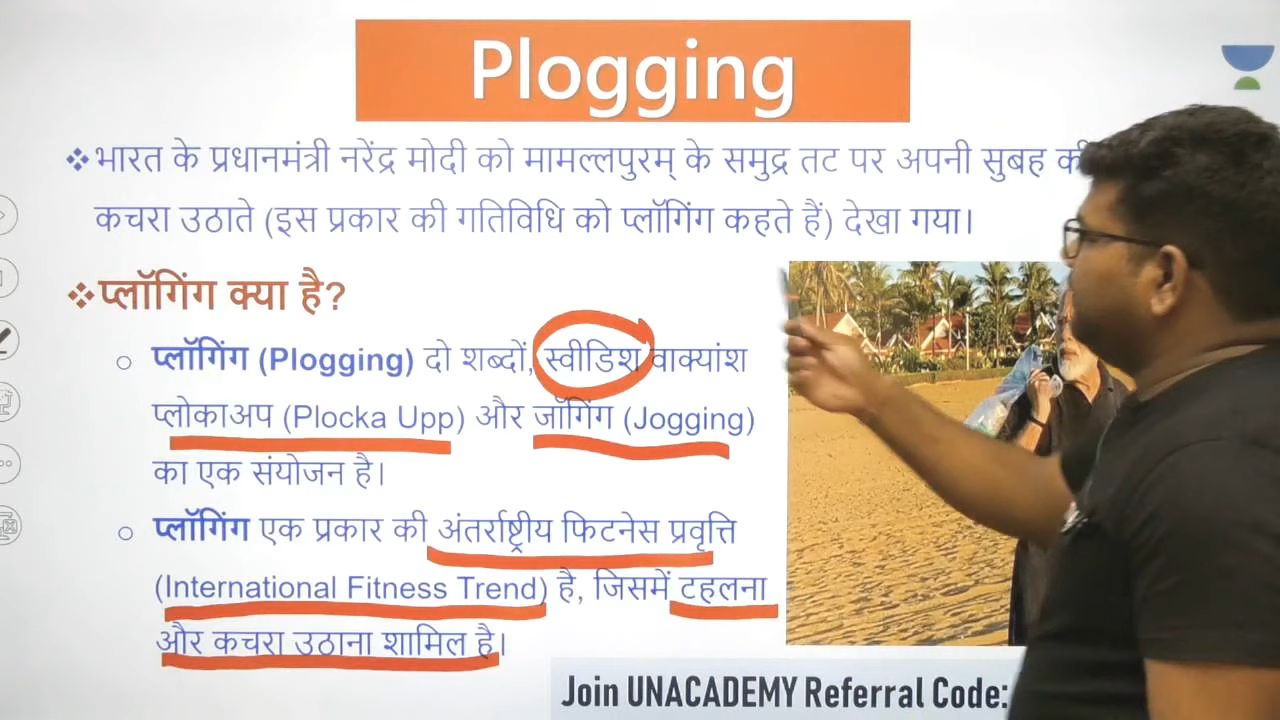 Plogging
❖ भारत के प्रधानमंत्री नरेंद्र मोदी को मामल्लपुरम् के समुद्र तट पर अपनी सुबह की
कचरा उठाते (इस प्रकार की गतिविधि को प्लॉगिंग कहते हैं) देखा गया।
❖ प्लॉगिंग क्या है?
○ प्लॉगिंग (Plogging) दो शब्दों, स्वीडिश वाक्यांश
प्लोकाअप (Plocka Upp) और जॉगिंग (Jogging)
का एक संयोजन है।
○ प्लॉगिंग एक प्रकार की अंतर्राष्ट्रीय फिटनेस प्रवृत्ति
(International Fitness Trend) है, जिसमें टहलना
और कचरा उठाना शामिल है।
Join UNACADEMY Referral Code: